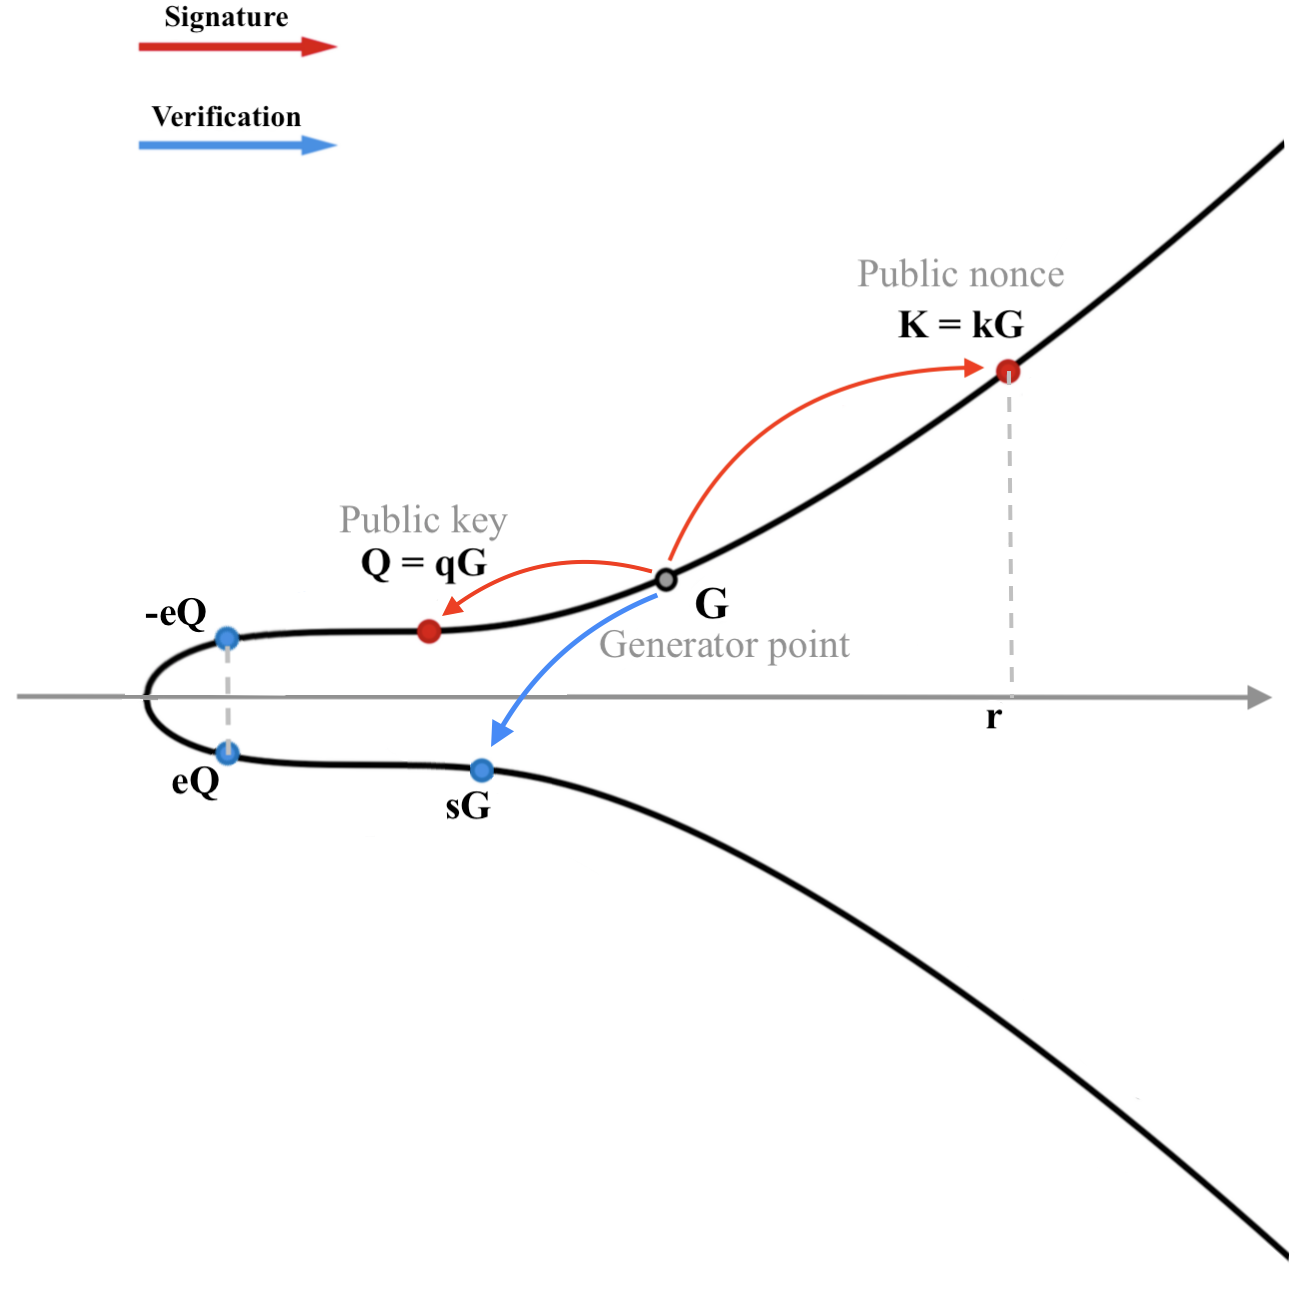 Signature
Verification
Public nonce
K = kG
Public key
Q = qG
G
Generator point
-eQ
r
eQ
sG